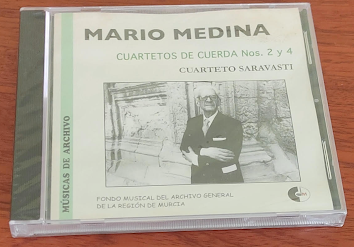 MARIO MEDINA
CUARTETOS DE CUERDA Nos. 2 y 4
CUARTETO SARAVASTI
MÚSICAS DE ARCHIVO
FONDO MUSICAL DEL ARCHIVO GENERAL
DE LA REGIÓN DE MURCIA